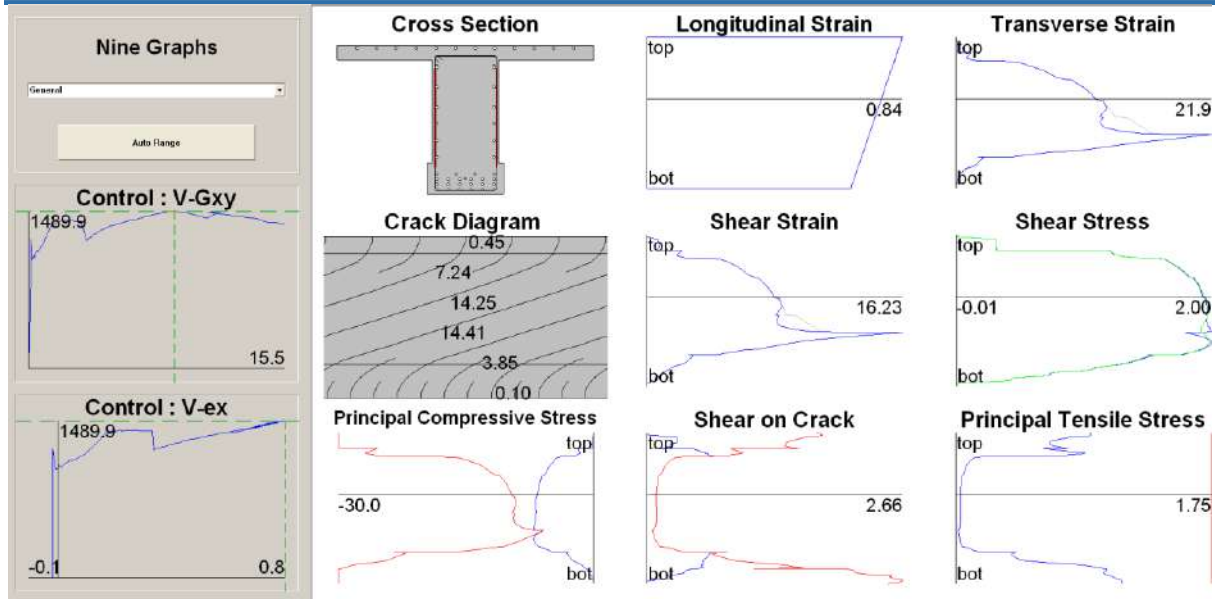 Nine Graphs
General
Auto Range
Control : V-Gxy
1489.9
15.5
Control : V-ex
1489.9
-0.1
0.8
Cross Section
Longitudinal Strain
top
0.84
bot
Transverse Strain
top
21.9
bot
Crack Diagram
0.45
7.24
14.25
14.41
3.85
0.10
Shear Strain
top
16.23
bot
Shear Stress
top
-0.01
2.00
bot
Principal Compressive Stress
top
-30.0
bot
Shear on Crack
top
2.66
bot
Principal Tensile Stress
top
1.75
bot